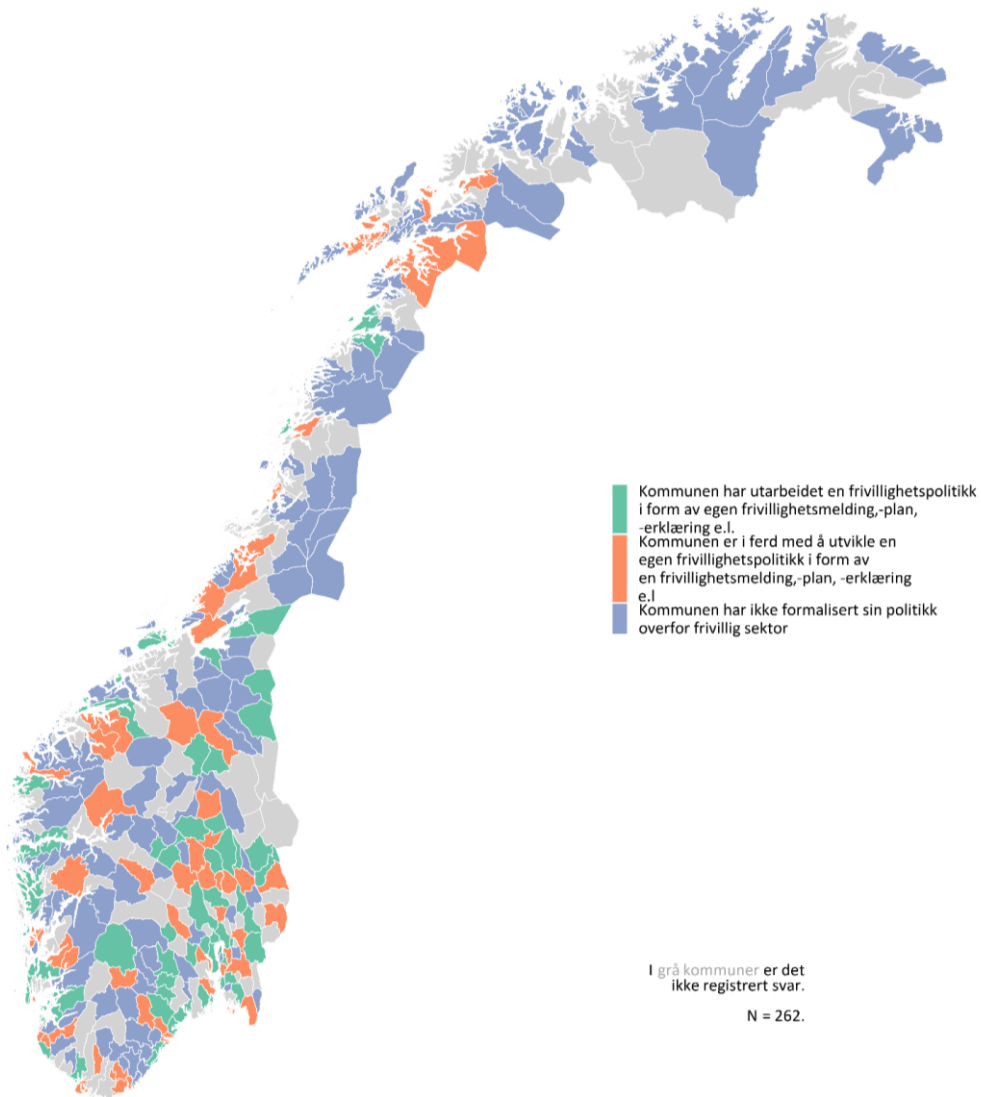 Kommunen har utarbeidet en frivillighetspolitikk
i form av egen frivillighetsmelding,-plan,
-erklæring e.l.
Kommunen er i ferd med å utvikle en
egen frivillighetspolitikk i form av
en frivillighetsmelding,-plan, -erklæring
e.l
Kommunen har ikke formalisert sin politikk
overfor frivillig sektor
I grå kommuner er det
ikke registrert svar.
N = 262.